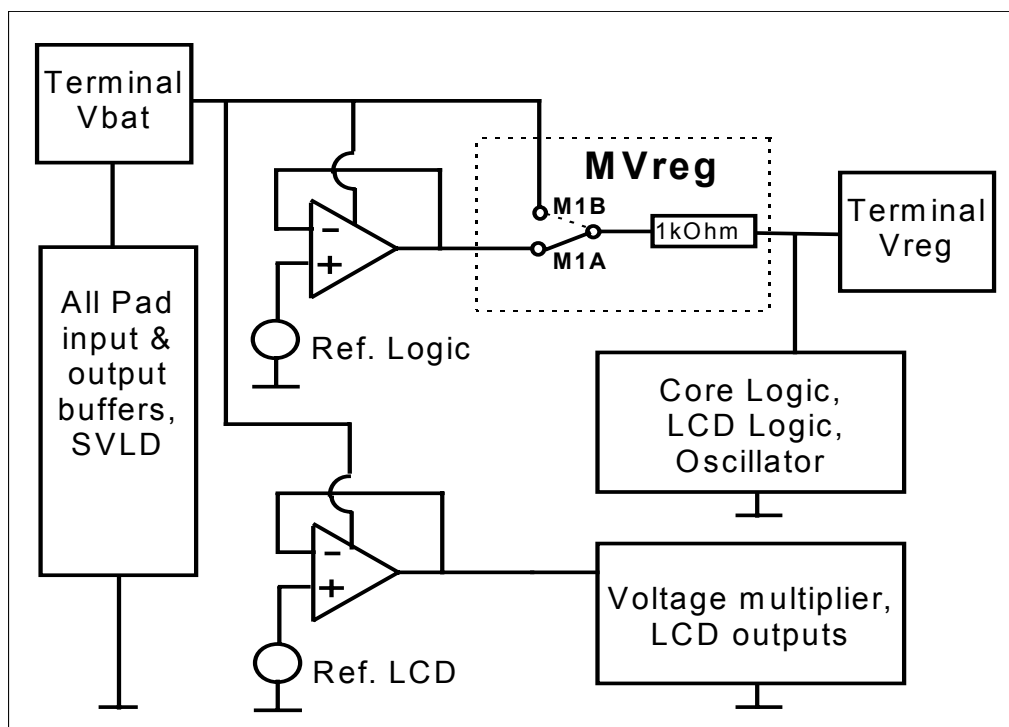 Terminal
Vbat
MVreg
M1B
M1A
1kOhm
Terminal
Vreg
-
+
Ref. Logic
All Pad
input &
output
buffers,
SVLD
Core Logic,
LCD Logic,
Oscillator
-
+
Ref. LCD
Voltage multiplier,
LCD outputs